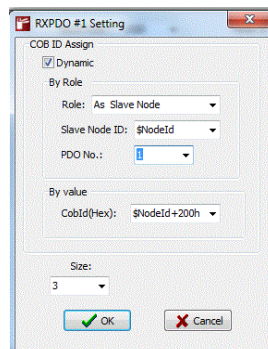 RXPDO #1 Setting
COB ID Assign
Dynamic
By Role
Role: As Slave Node
Slave Node ID: $NodeId
PDO No.: 1
By value
CobId(Hex): $NodeId+200h
Size:
3
OK Cancel